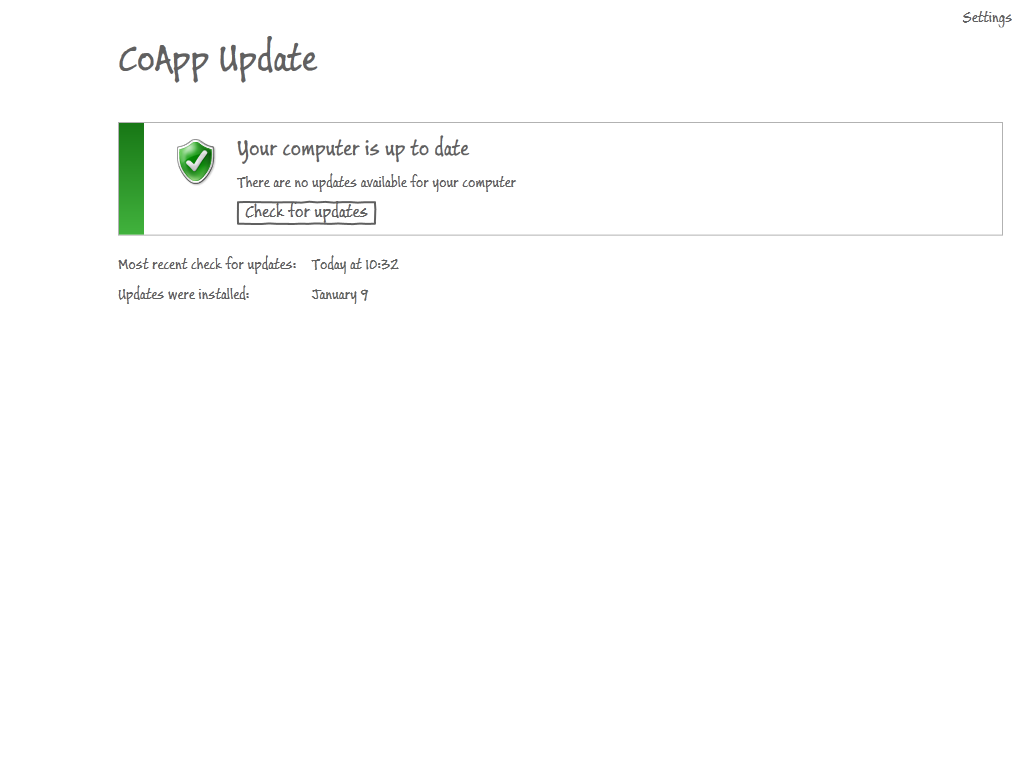 Settings
CoApp Update
Your computer is up to date
There are no updates available for your computer
Check for updates
Most recent check for updates: Today at 10:32
Updates were installed: January 9